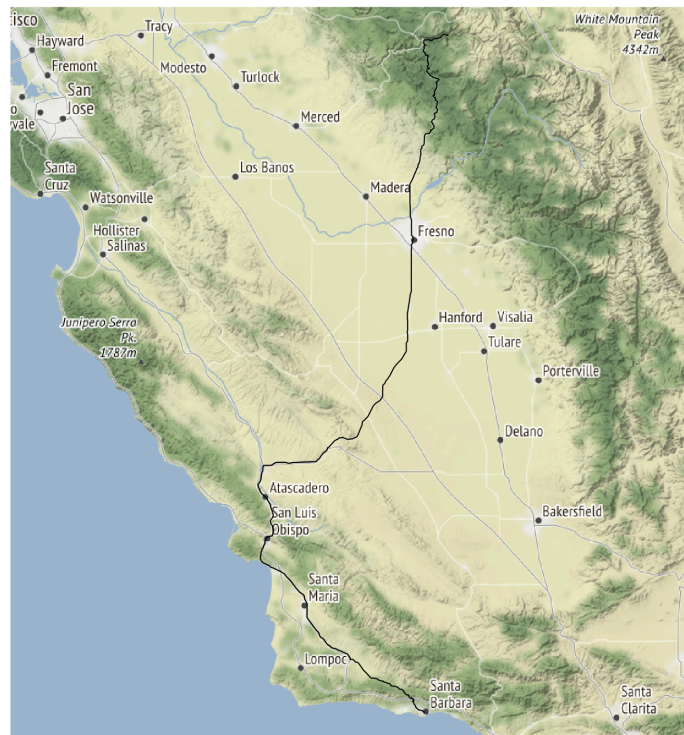 cisco
Tracy
White Mountain
Peak
4342m
Hayward
Fremont
Modesto
Turlock
San
Jose
o
vale
Merced
Los Banos
Santa
Cruz
Madera
Watsonville
Hollister
Salinas
Fresno
Junipero Serra
Pk.
1787m
Hanford
Visalia
Tulare
Porterville
Delano
Atascadero
San Luis
Obispo
Bakersfield
Santa
Maria
Lompoc
Santa
Barbara
Santa
Clarita